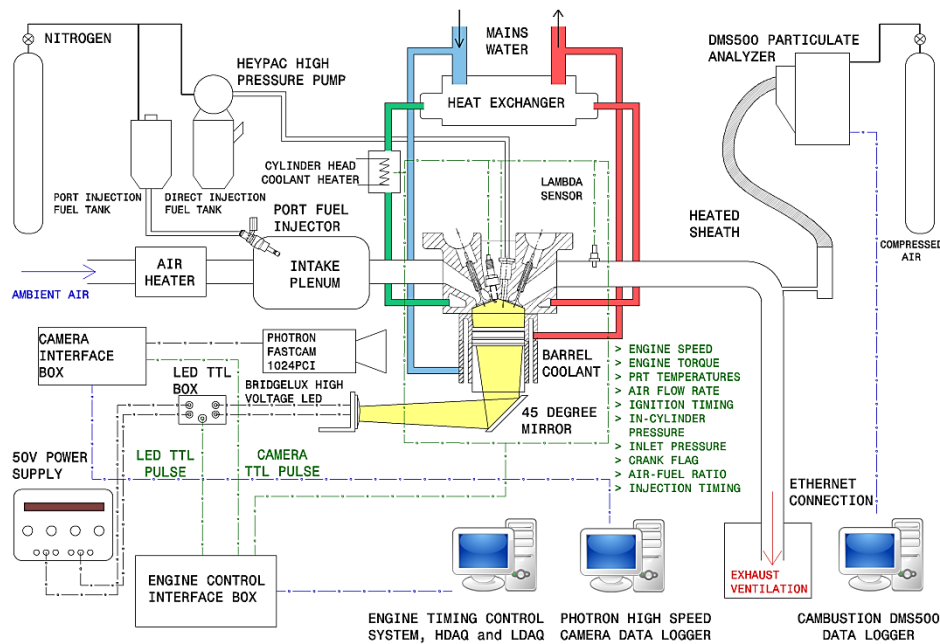 NITROGEN
HEYPAC HIGH
PRESSURE PUMP
MAINS
WATER
HEAT EXCHANGER
DMS500 PARTICULATE
ANALYZER
CYLINDER HEAD
COOLANT HEATER
LAMBDA
SENSOR
PORT INJECTION
FUEL TANK
DIRECT INJECTION
FUEL TANK
PORT FUEL
INJECTOR
HEATED
SHEATH
COMPRESSED
AIR
AIR
HEATER
INTAKE
PLENUM
AMBIENT AIR
CAMERA
INTERFACE
BOX
PHOTRON
FASTCAM
1024PCI
LED TTL
BOX
BRIDGELUX HIGH
VOLTAGE LED
BARREL
COOLANT
45 DEGREE
MIRROR
> ENGINE SPEED
> ENGINE TORQUE
> PRT TEMPERATURES
> AIR FLOW RATE
> IGNITION TIMING
> IN-CYLINDER
PRESSURE
> INLET PRESSURE
> CRANK FLAG
> AIR-FUEL RATIO
> INJECTION TIMING
50V POWER
SUPPLY
LED TTL
PULSE
CAMERA
TTL PULSE
ETHERNET
CONNECTION
ENGINE CONTROL
INTERFACE BOX
EXHAUST
VENTILATION
ENGINE TIMING CONTROL
SYSTEM, HDAQ and LDAQ
PHOTRON HIGH SPEED
CAMERA DATA LOGGER
CAMBUSTION DMS500
DATA LOGGER